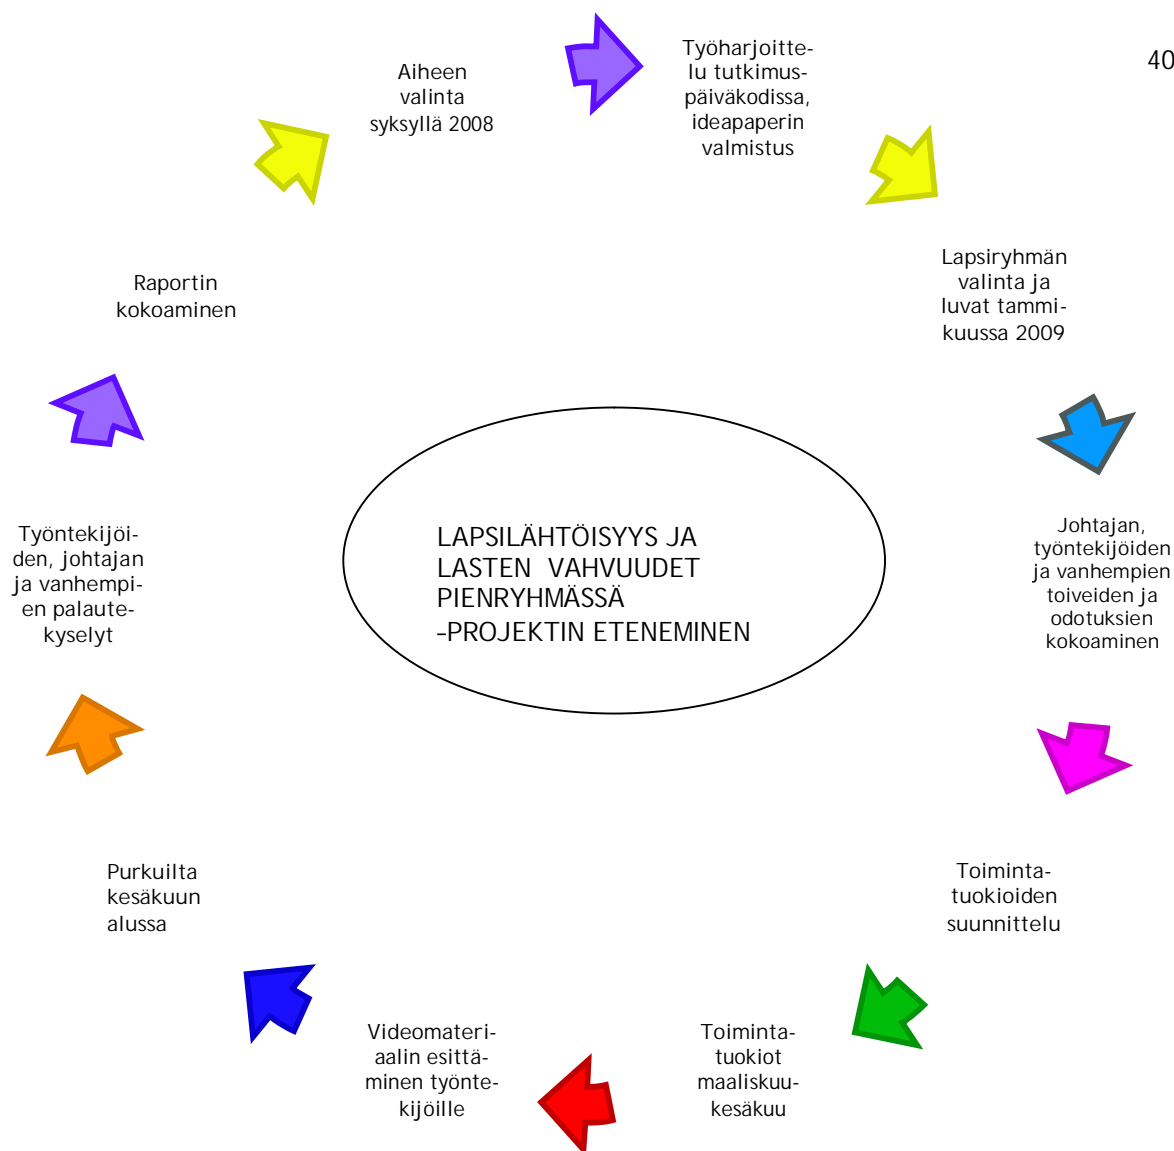 40
Aiheen
valinta
syksyllä 2008
Työharjoitte-
lu tutkimus-
päiväkodissa,
ideapaperin
valmistus
Lapsiryhmän
valinta ja
luvat tammi-
kuussa 2009
Johtajan,
työntekijöiden
ja vanhempien
toiveiden ja
odotuksien
kokoaminen
Toiminta-
tuokioiden
suunnittelu
Toiminta-
tuokiot
maaliskuu-
kesäkuu
Videomateri-
aalin esittä-
minen työnte-
kijöille
Purkuilta
kesäkuun
alussa
Työntekijöi-
den, johtajan
ja vanhempi-
en palaute-
kyselyt
Raportin
kokoaminen
LAPSILÄHTÖISYYS JA
LASTEN VAHVUUDET
PIENRYHMÄSSÄ
-PROJEKTIN ETENEMINEN